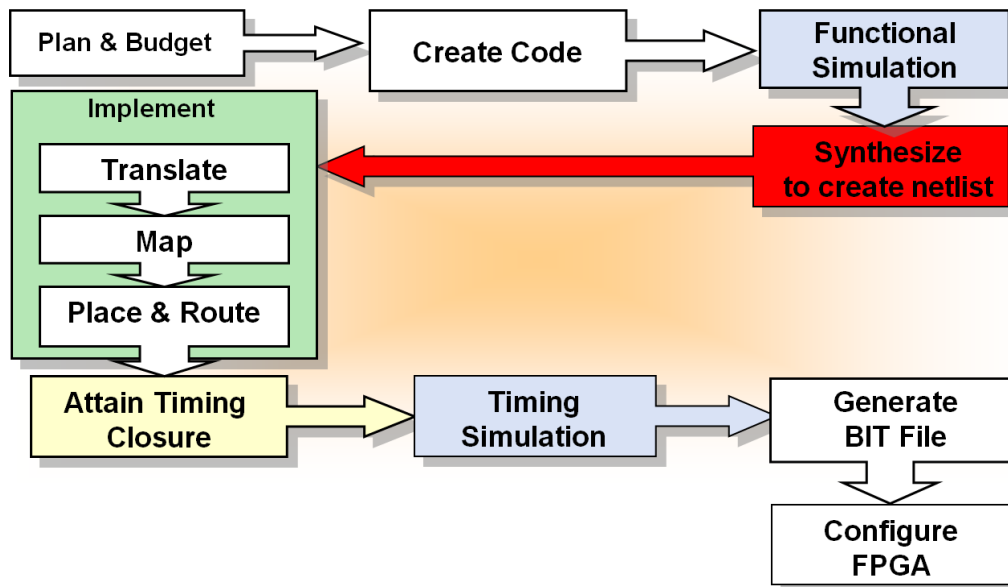 Plan & Budget
Create Code
Functional
Simulation
Implement
Translate
Map
Place & Route
Synthesize
to create netlist
Attain Timing
Closure
Timing
Simulation
Generate
BIT File
Configure
FPGA